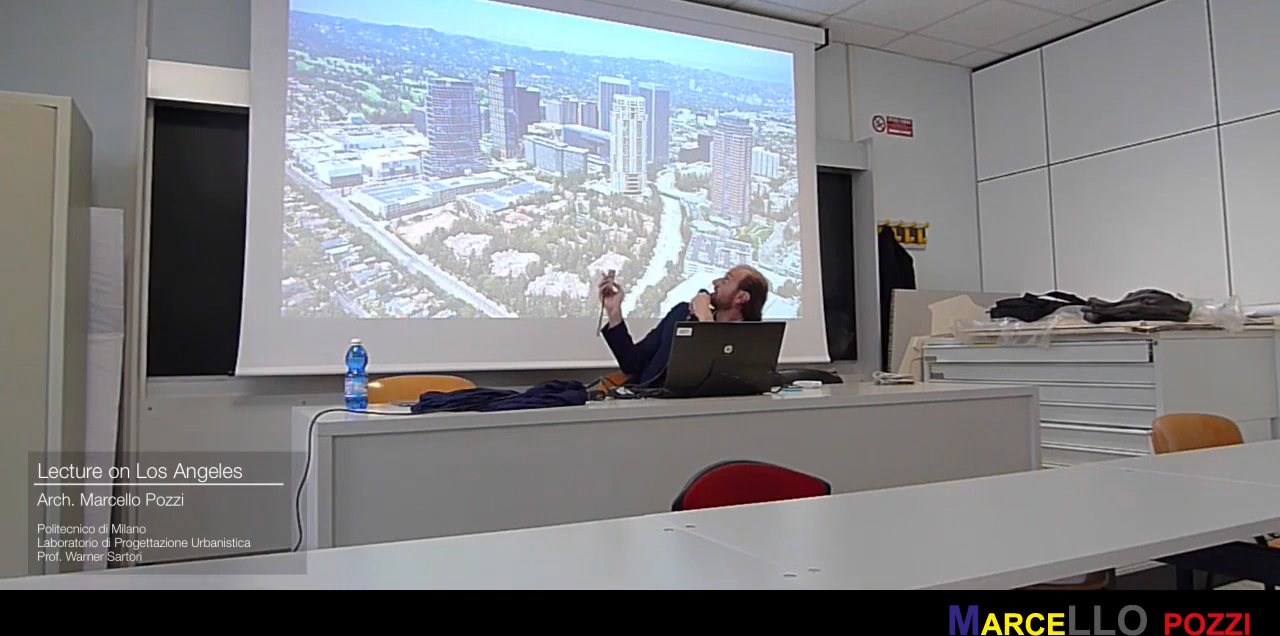 Lecture on Los Angeles
Arch. Marcello Pozzi
Politecnico di Milano
Laboratorio di Progettazione Urbanistica
Prof. Warner Sartori
MARCELLO POZZI